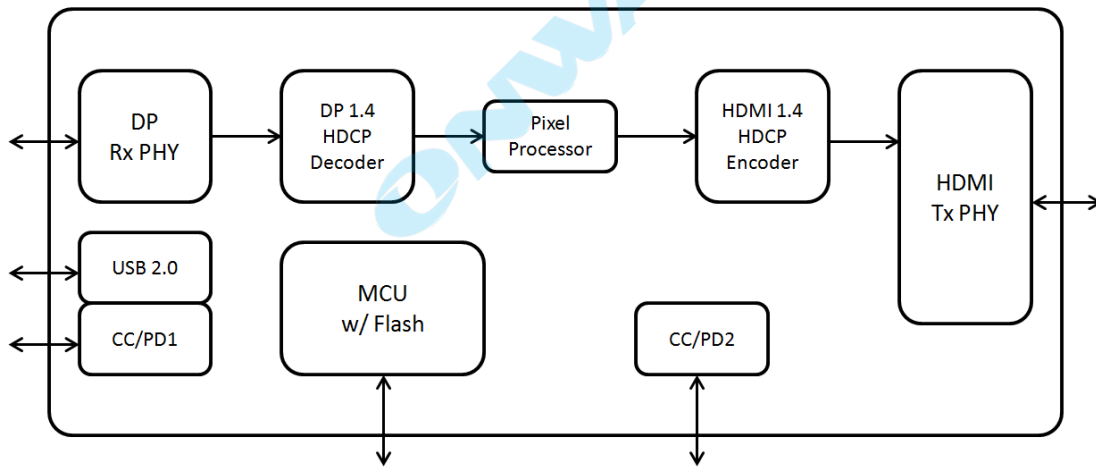 DP
Rx PHY
DP 1.4
HDCP
Decoder
Pixel
Processor
HDMI 1.4
HDCP
Encoder
HDMI
Tx PHY
USB 2.0
CC/PD1
MCU
w/ Flash
CC/PD2